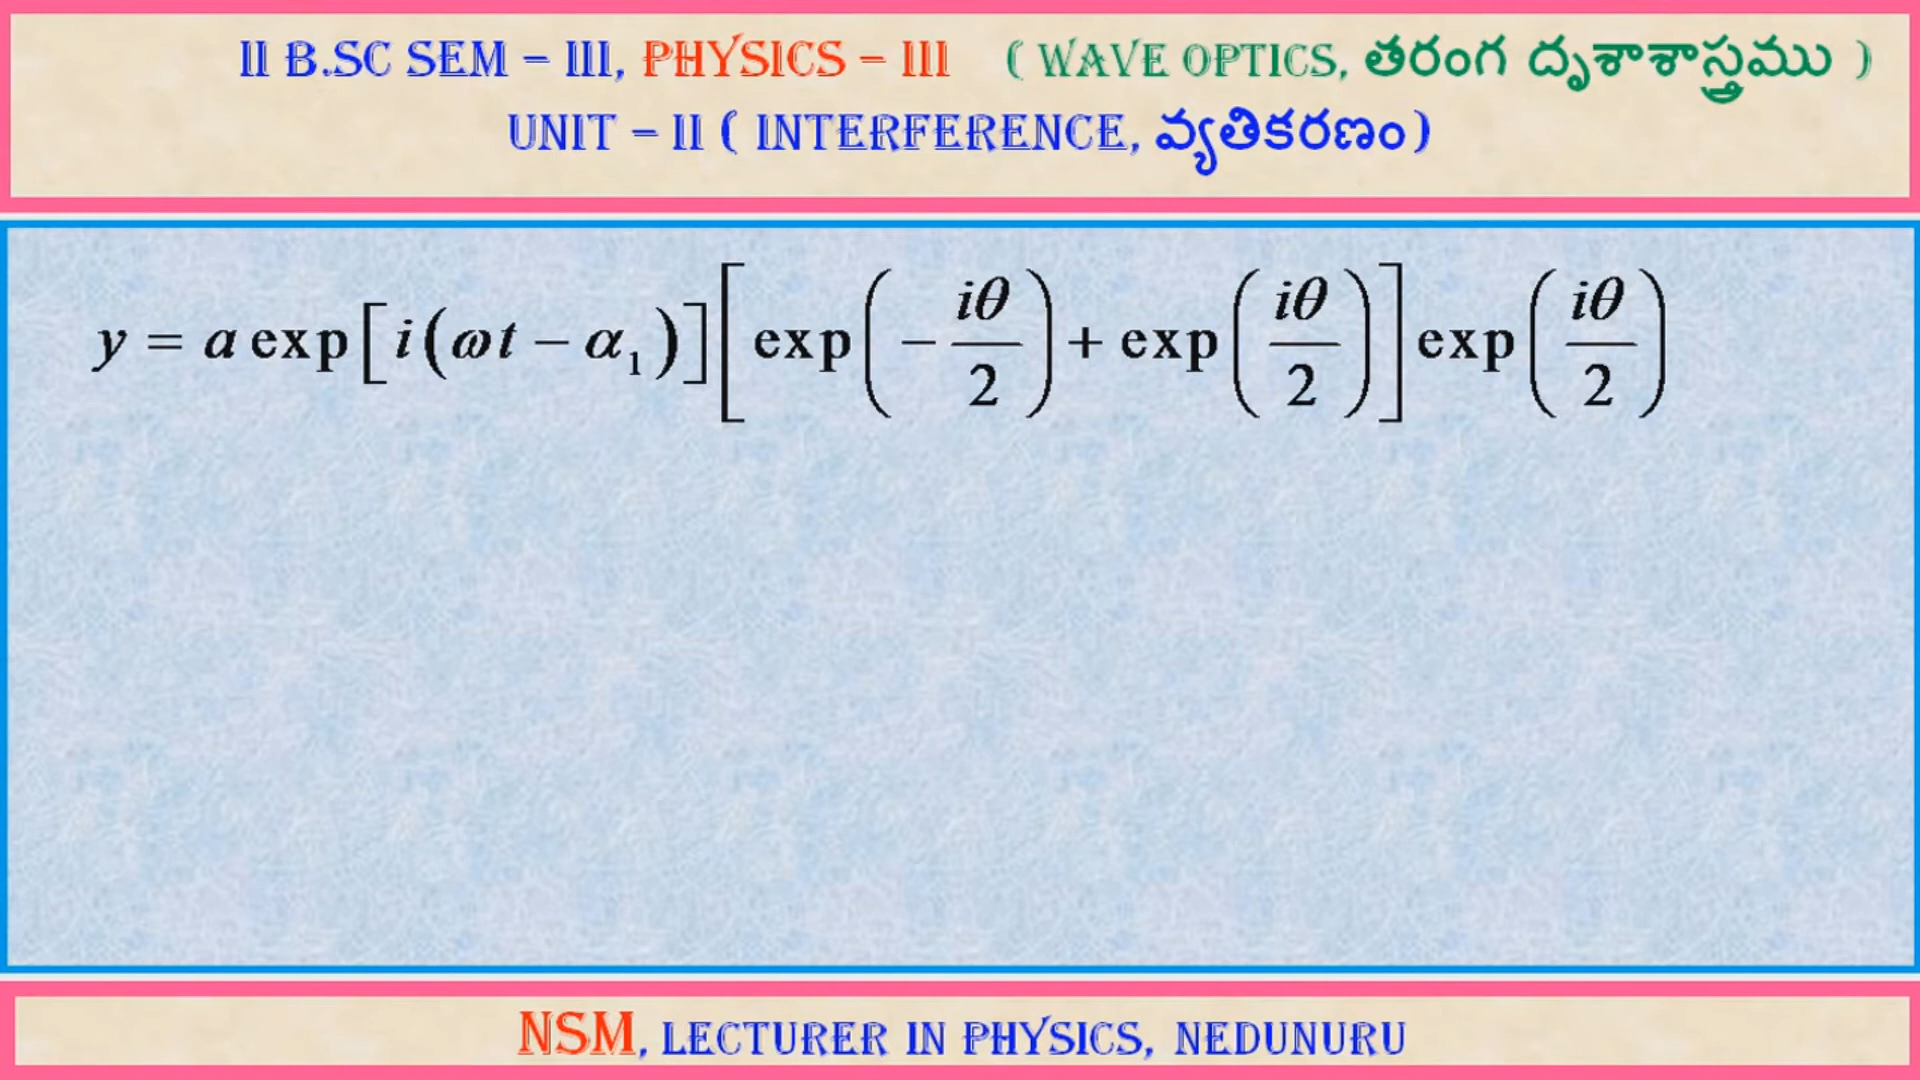 II B.SC SEM – III, PHYSICS – III ( WAVE OPTICS, తరంగ దృశాశాస్త్రము )
UNIT – II ( INTERFERENCE, వ్యతికరణం)
y = a exp[i(ωt − α₁)][exp(−iθ/2) + exp(iθ/2)] exp(iθ/2)
NSM, LECTURER IN PHYSICS, NEDUNURU